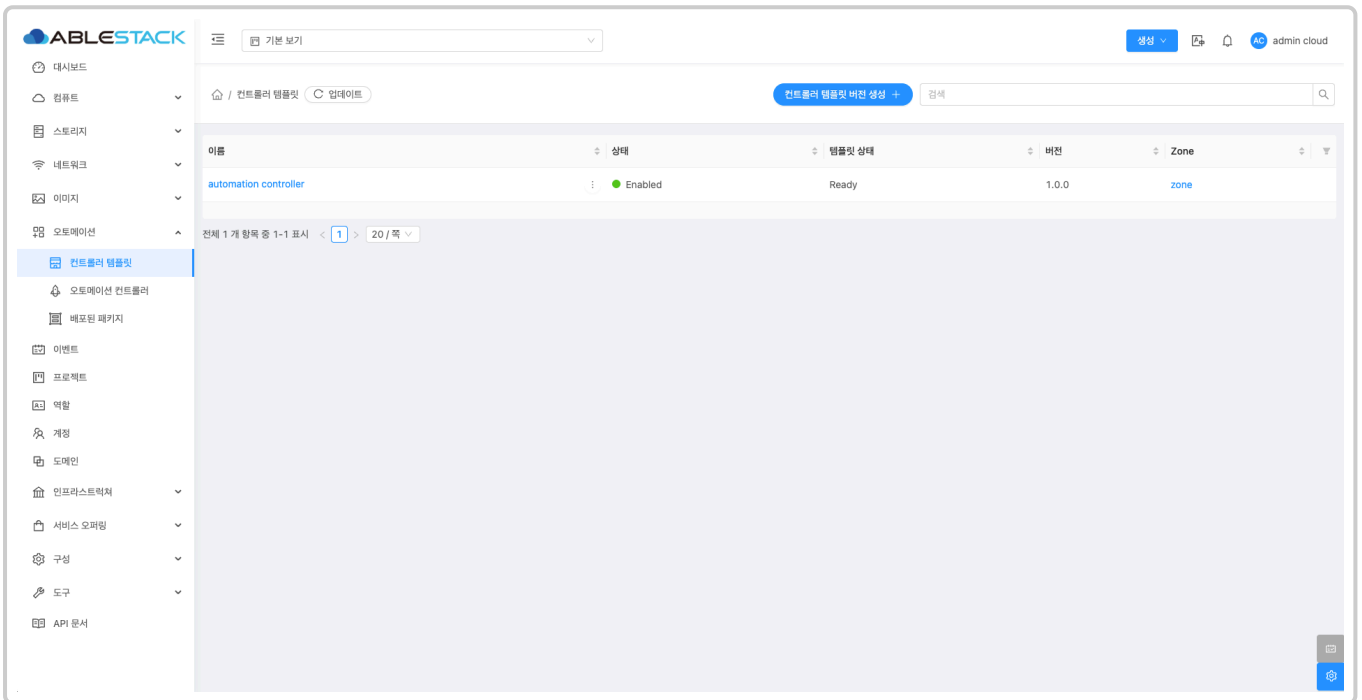 ABLESTACK
기본 보기
생성
AC admin cloud
대시보드
컴퓨트
스토리지
네트워크
이미지
오토메이션
컨트롤러 템플릿
오토메이션 컨트롤러
배포된 패키지
이벤트
프로젝트
역할
계정
도메인
인프라스트럭쳐
서비스 오퍼링
구성
도구
API 문서
/ 컨트롤러 템플릿 업데이트
컨트롤러 템플릿 버전 생성 +
검색
이름 상태 템플릿 상태 버전 Zone
automation controller Enabled Ready 1.0.0 zone
전체 1 개 항목 중 1-1 표시 < 1 > 20 / 쪽